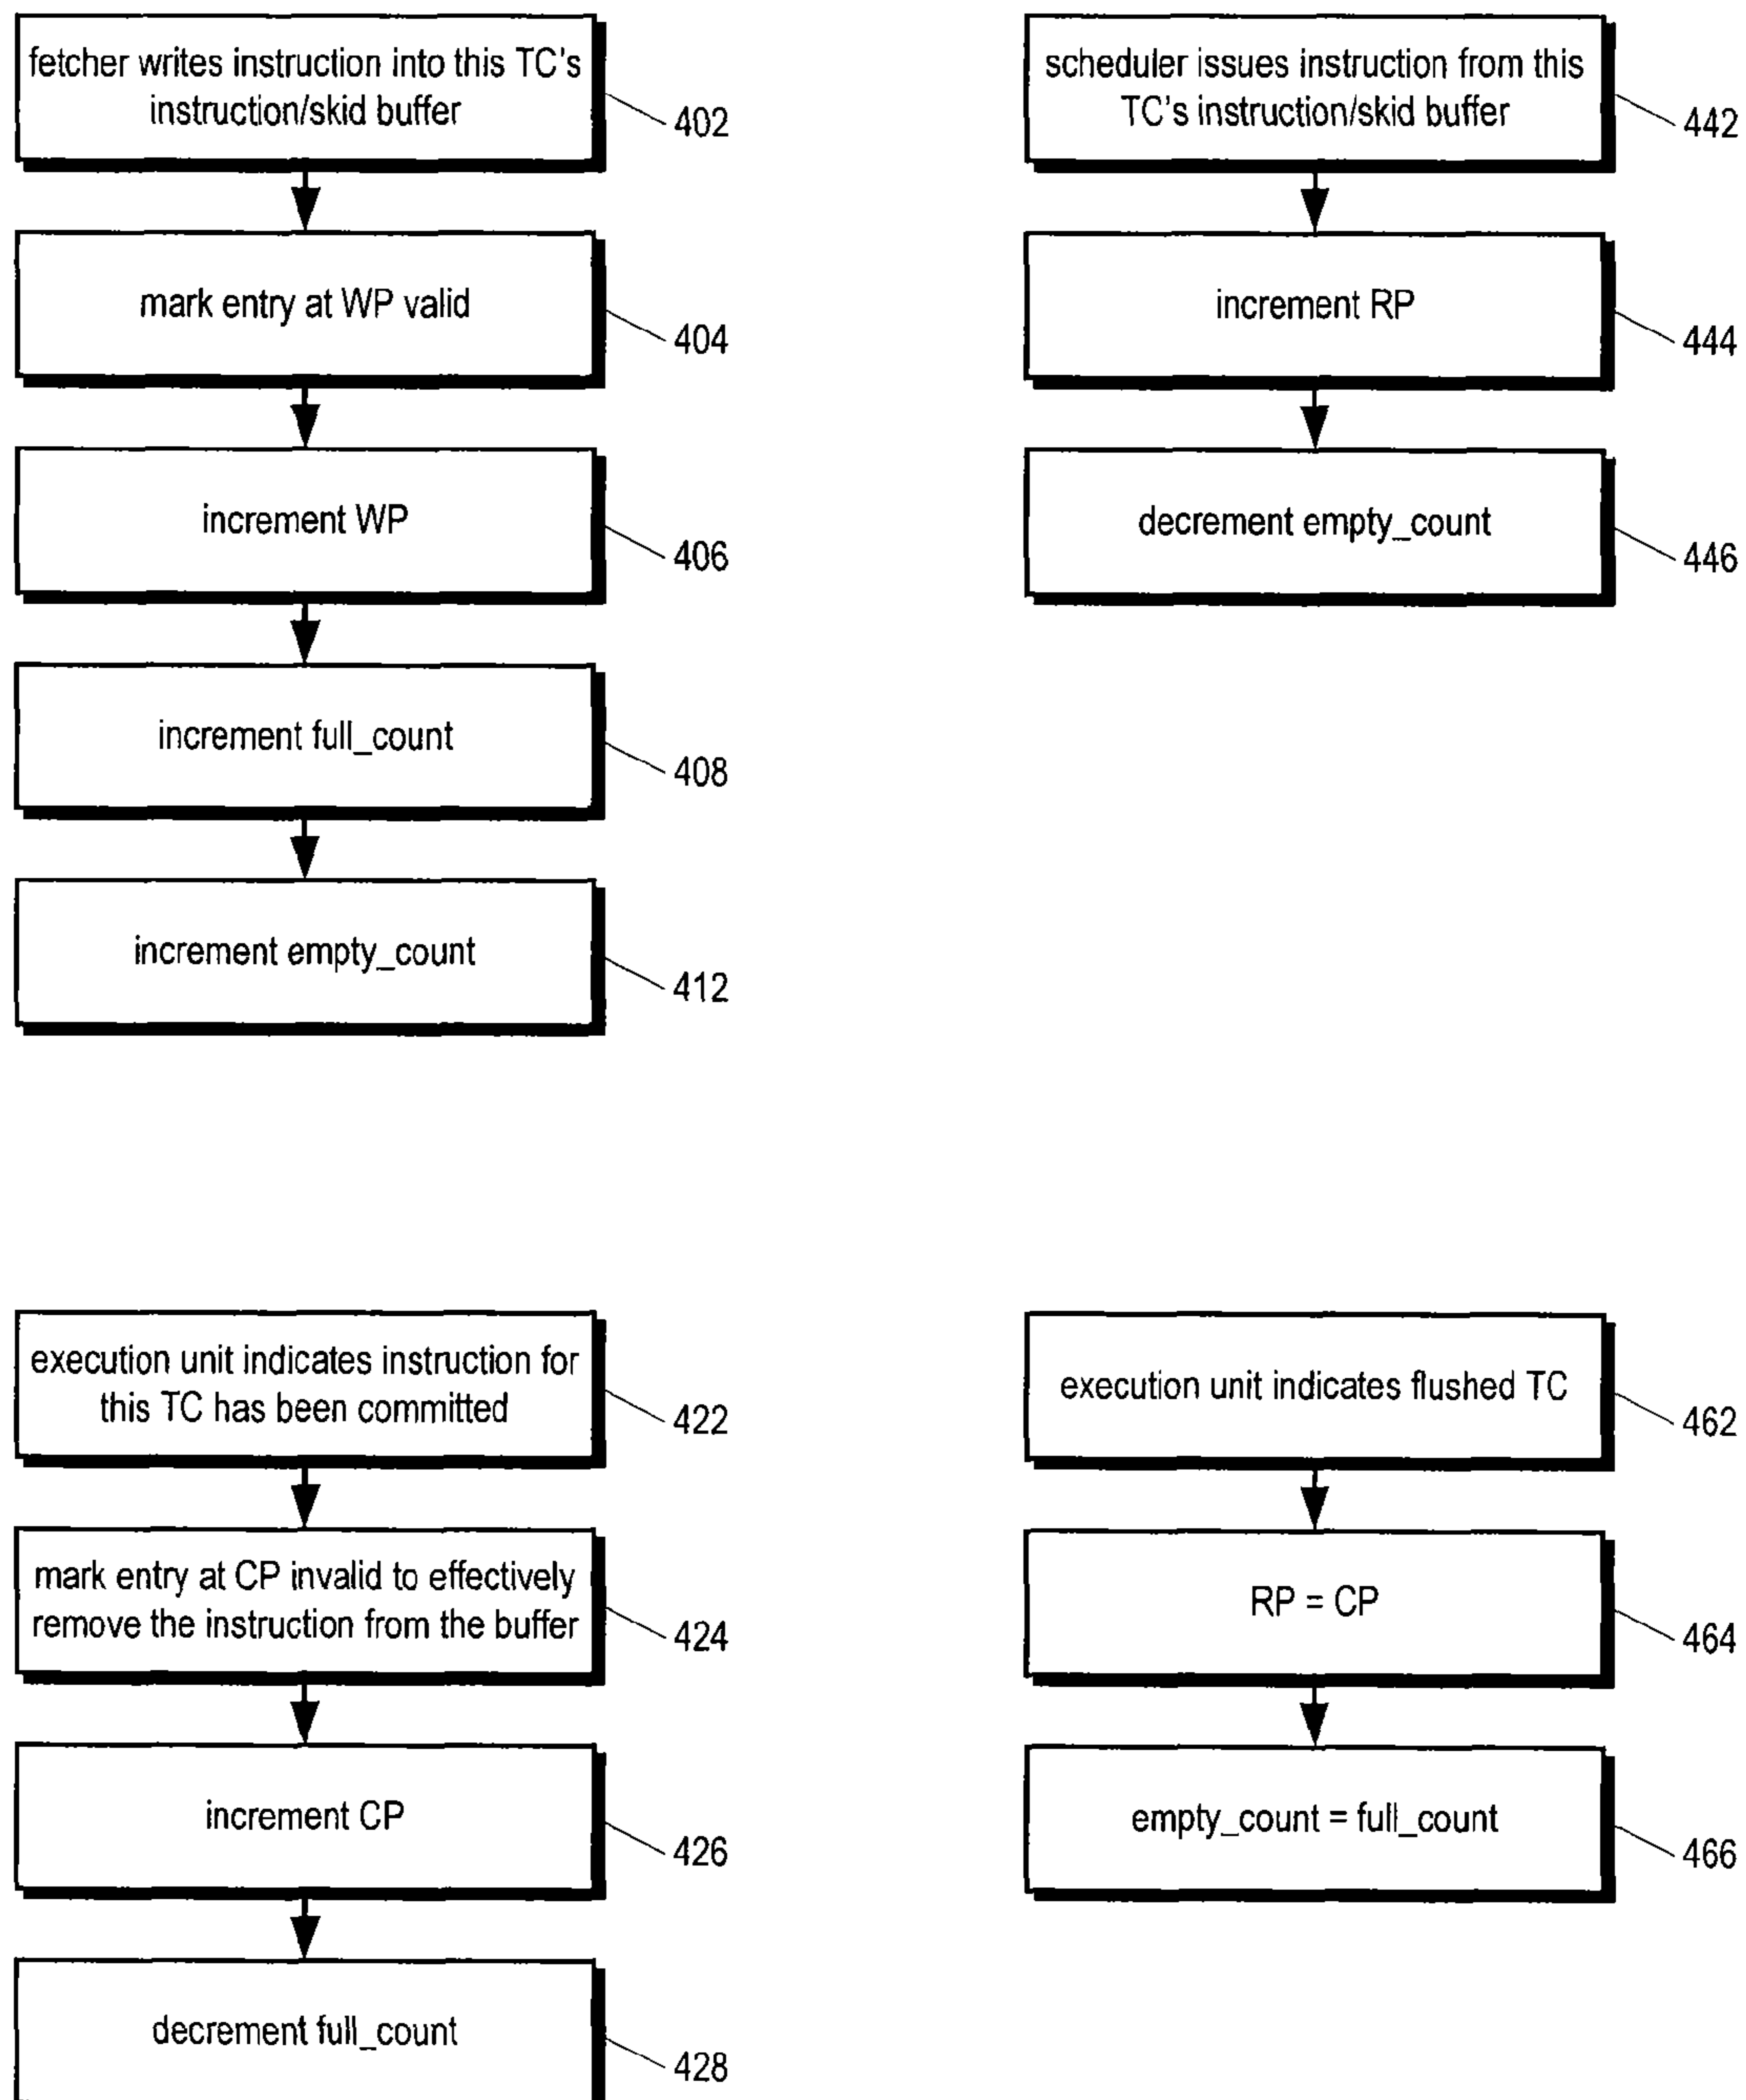 fetcher writes instruction into this TC's
instruction/skid buffer
402
mark entry at WP valid
404
increment WP
406
increment full_count
408
increment empty_count
412
scheduler issues instruction from this
TC's instruction/skid buffer
442
increment RP
444
decrement empty_count
446
execution unit indicates instruction for
this TC has been committed
422
mark entry at CP invalid to effectively
remove the instruction from the buffer
424
increment CP
426
decrement full_count
428
execution unit indicates flushed TC
462
RP = CP
464
empty_count = full_count
466